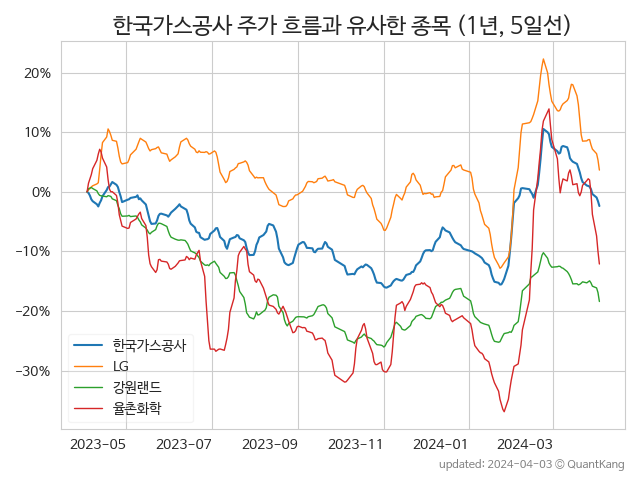 한국가스공사 주가 흐름과 유사한 종목 (1년, 5일선)
20%
10%
0%
−10%
−20%
−30%
한국가스공사
LG
강원랜드
율촌화학
2023-05
2023-07
2023-09
2023-11
2024-01
2024-03
updated: 2024-04-03 © QuantKang